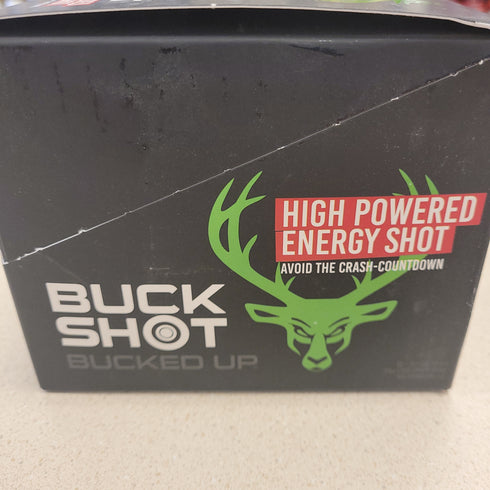 HIGH POWERED
ENERGY SHOT
AVOID THE CRASH-COUNTDOWN
BUCK
SHOT
BUCKED UP